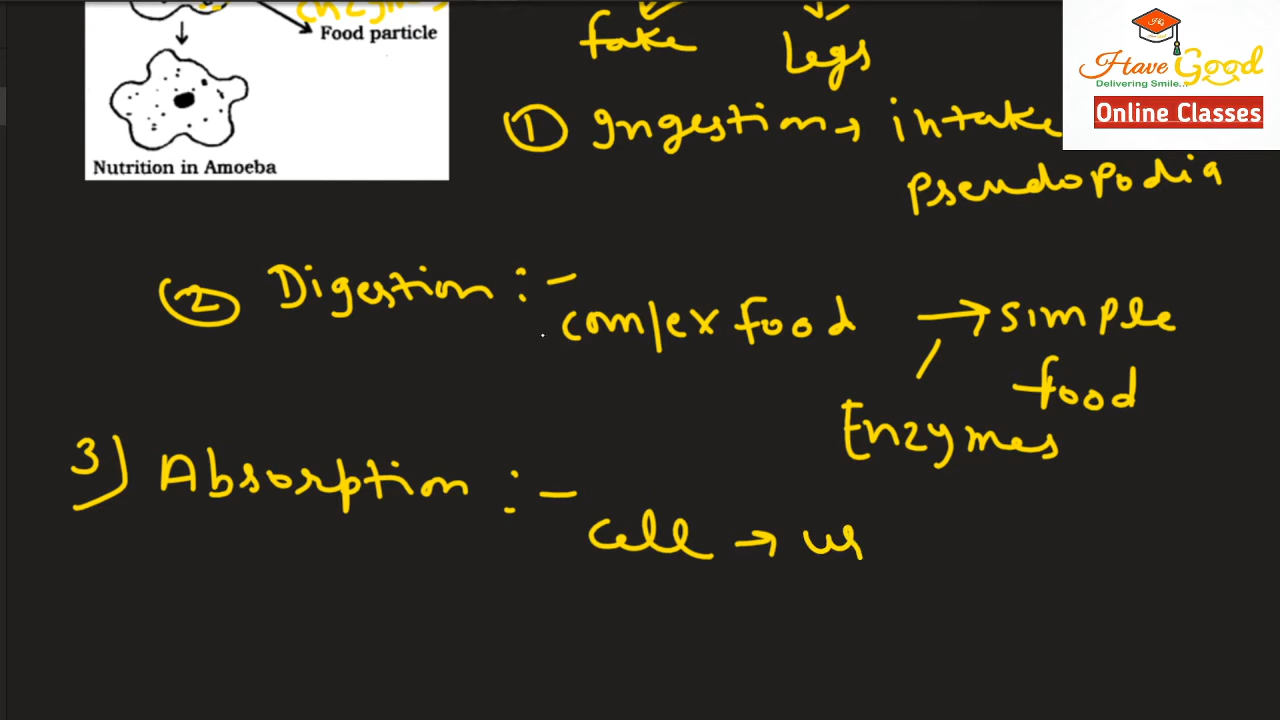 enzymes
Food particle
Nutrition in Amoeba
fake Legs
① Ingestion → intake
Pseudopodia
② Digestion :-
complex food → simple
food
Enzymes
3) Absorption :-
cell → us
Have Good
Delivering Smile...
Online Classes